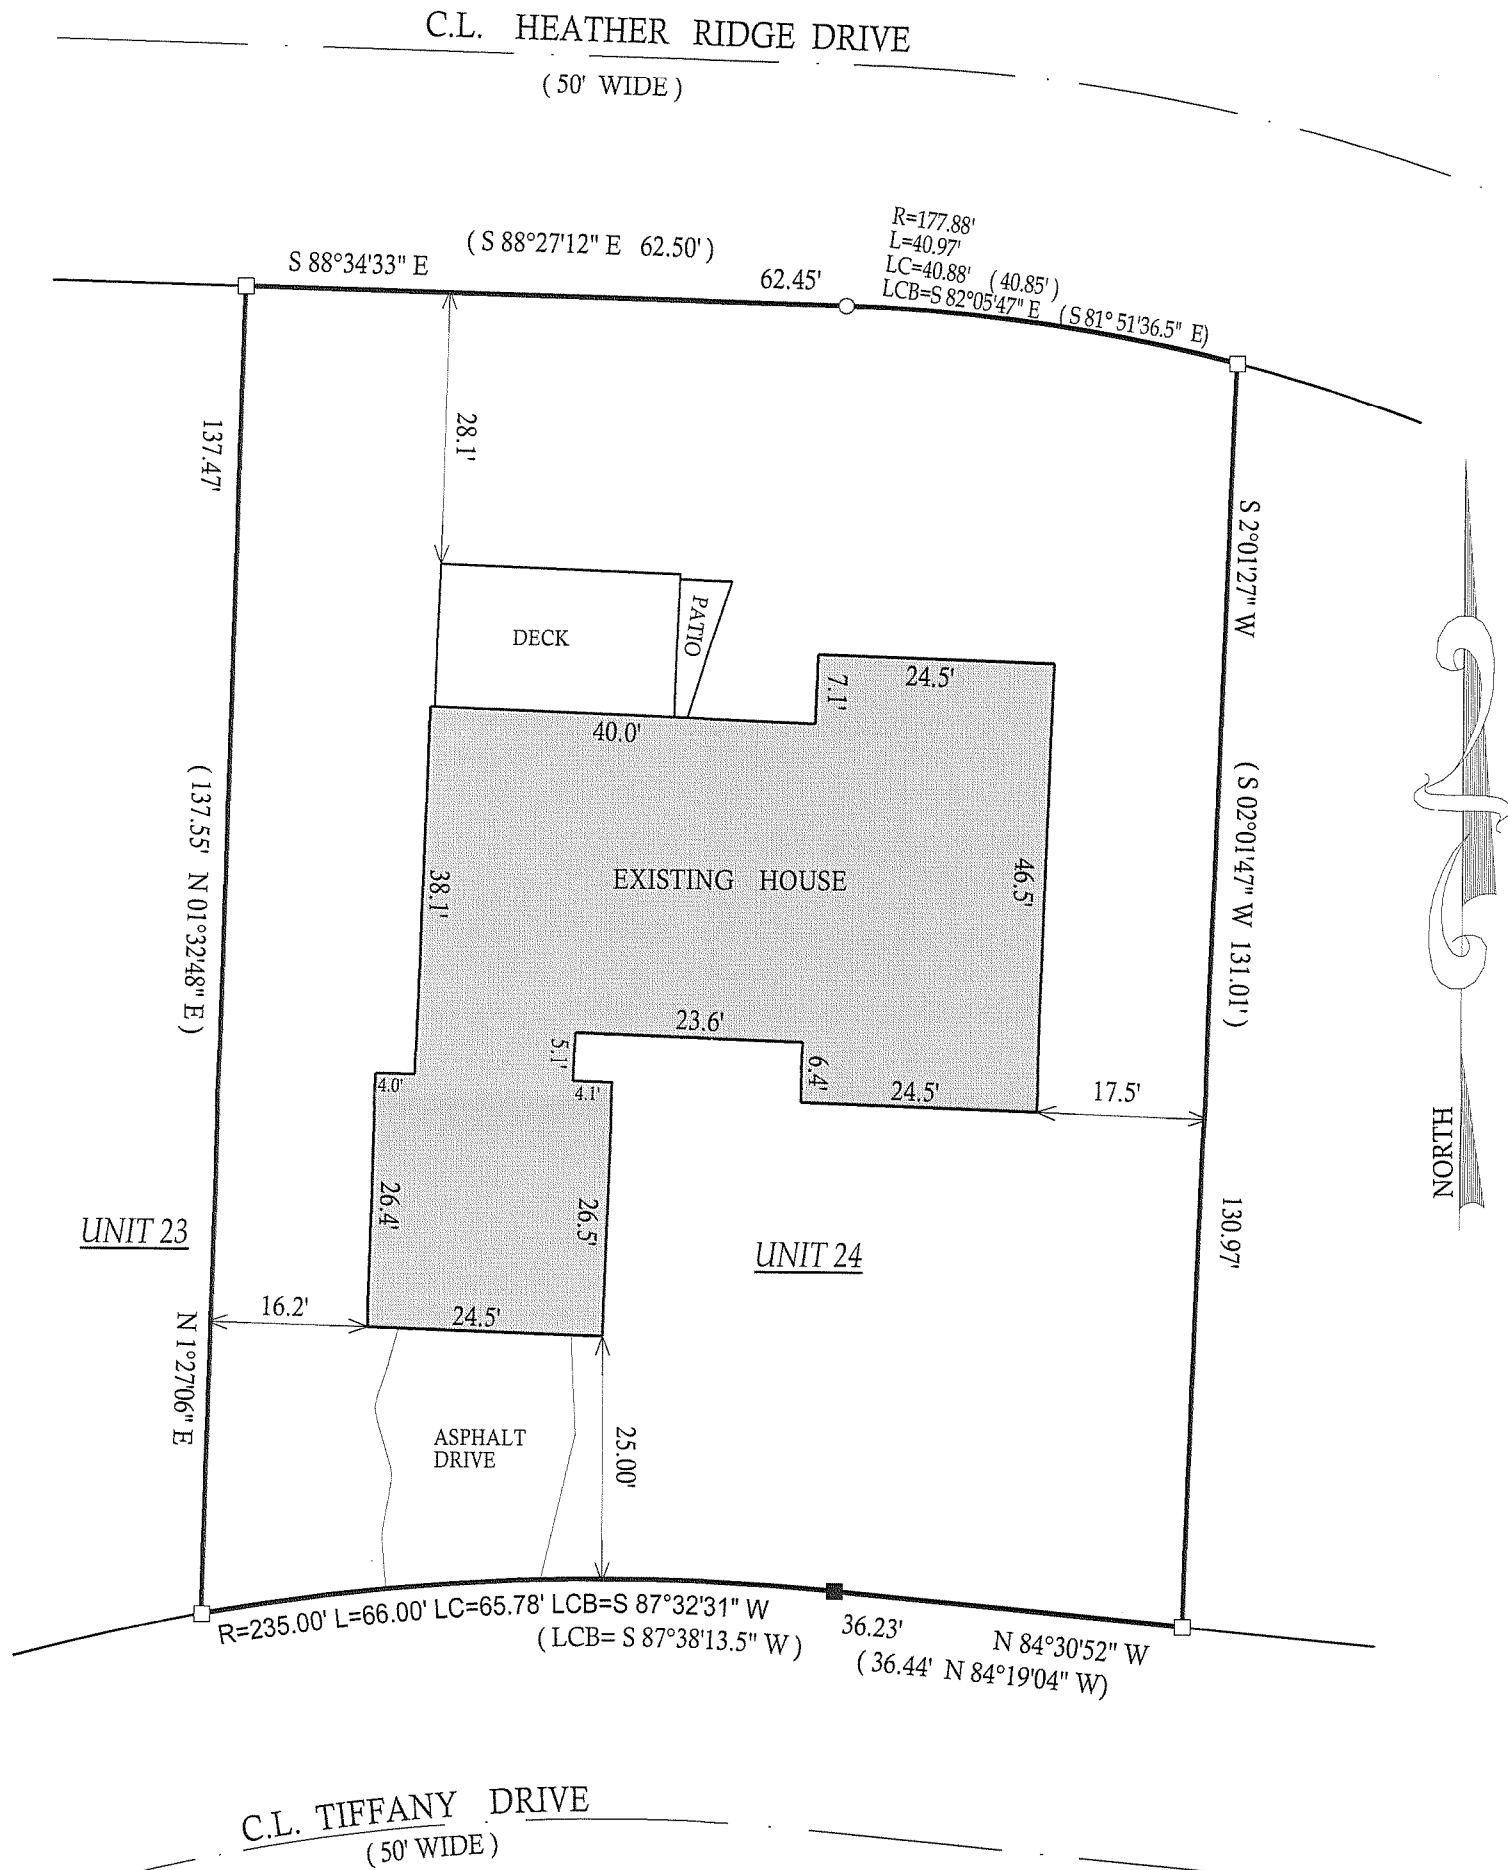 C.L. HEATHER RIDGE DRIVE
( 50' WIDE )
R=177.88'
L=40.97'
LC=40.88' ( 40.85' )
LCB=S 82°05'47" E ( S 81° 51'36.5" E)
( S 88°27'12" E 62.50' )
S 88°34'33" E
62.45'
28.1'
137.47'
S 2°01'27" W
DECK
PATIO
24.5'
7.1'
40.0'
( 137.55' N 01°32'48" E )
( S 02°01'47" W 131.01' )
38.1'
EXISTING HOUSE
46.5'
23.6'
5.1'
6.4'
4.0'
4.1'
24.5'
17.5'
NORTH
26.4'
26.5'
UNIT 23
UNIT 24
130.97'
16.2'
24.5'
N 1°27'06" E
ASPHALT
DRIVE
25.00'
R=235.00' L=66.00' LC=65.78' LCB=S 87°32'31" W
( LCB= S 87°38'13.5" W )
36.23'
N 84°30'52" W
( 36.44' N 84°19'04" W)
C.L. TIFFANY DRIVE
( 50' WIDE )